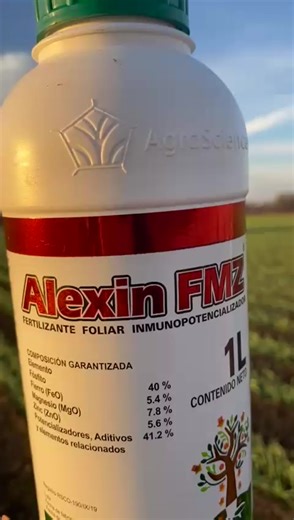 AgroScience
Alexin FMZ
FERTILIZANTE FOLIAR INMUNOPOTENCIALIZADOR
COMPOSICIÓN GARANTIZADA
Elemento
Fosfito 40 %
Fierro (FeO) 5.4 %
Magnesio (MgO) 7.8 %
Zinc (ZnO) 5.6 %
Potencializadores, Aditivos 41.2 %
y elementos relacionados
1L
CONTENIDO NETO